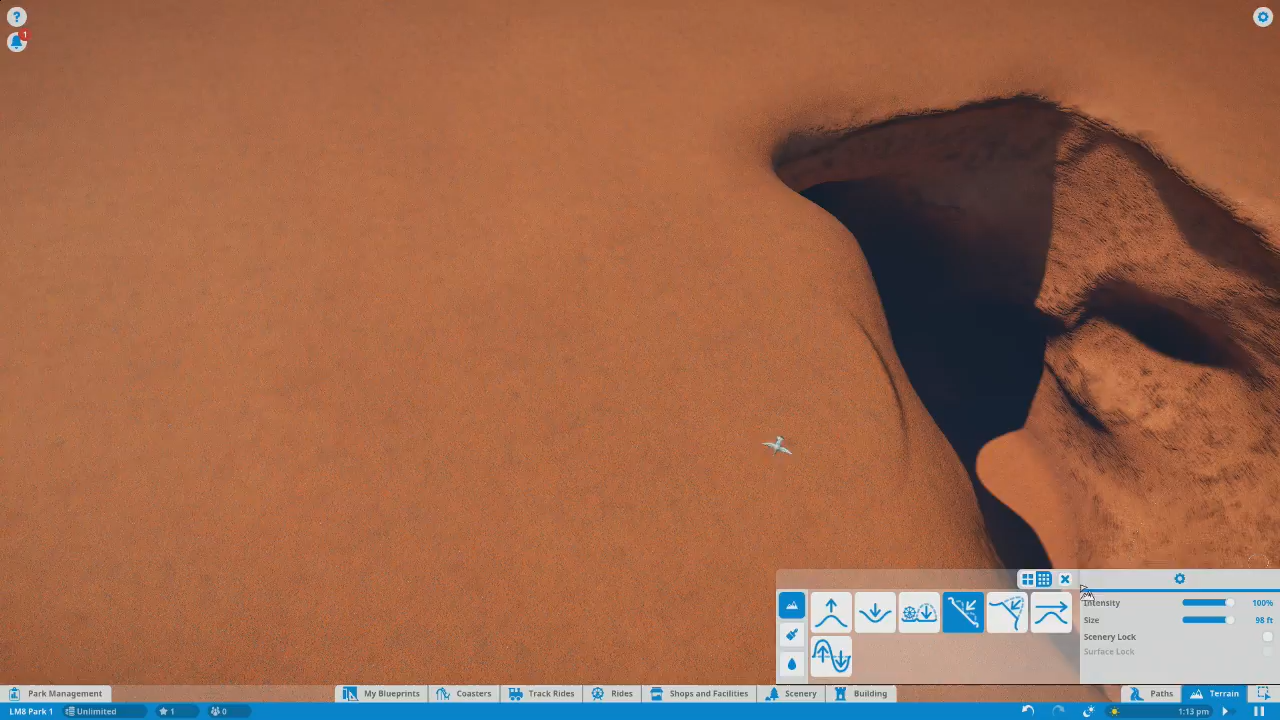 ?
1
Intensity 100%
Size 98 ft
Scenery Lock
Surface Lock
Park Management
My Blueprints
Coasters
Track Rides
Rides
Shops and Facilities
Scenery
Building
Paths
Terrain
LM8 Park 1
Unlimited
1
0
1:13 pm